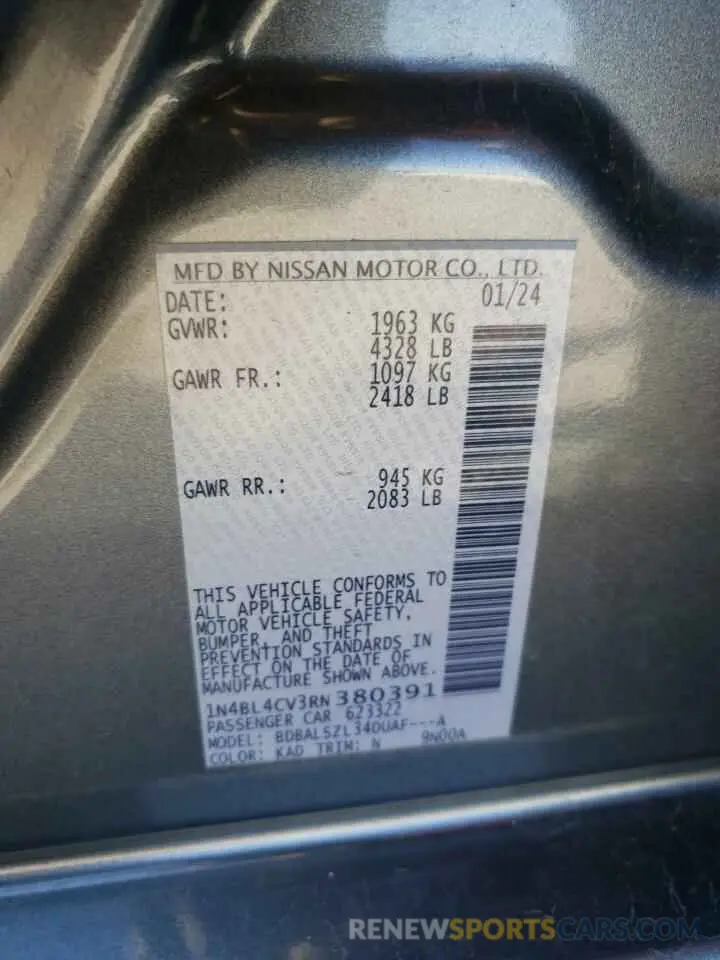 MFD BY NISSAN MOTOR CO., LTD.
DATE: 01/24
GVWR: 1963 KG
4328 LB
GAWR FR.: 1097 KG
2418 LB
GAWR RR.: 945 KG
2083 LB
THIS VEHICLE CONFORMS TO
ALL APPLICABLE FEDERAL
MOTOR VEHICLE SAFETY,
BUMPER, AND THEFT
PREVENTION STANDARDS IN
EFFECT ON THE DATE OF
MANUFACTURE SHOWN ABOVE.
1N4BL4CV3RN380391
PASSENGER CAR 623322
MODEL: BDBALSZL34DUAF---A
COLOR: KAD TRIM: N 9N00A
RENEWSPORTSCARS.COM